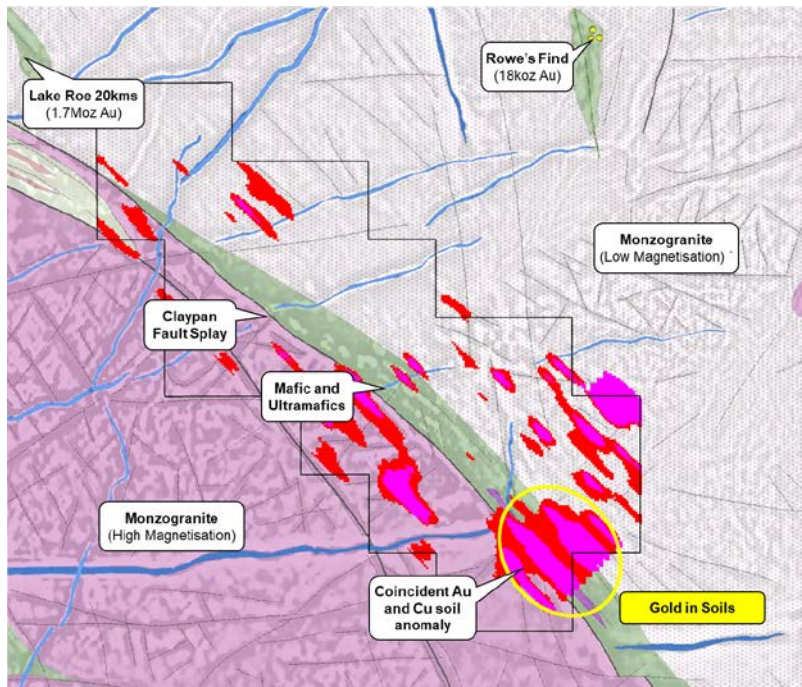 Rowe's Find
(18koz Au)
Lake Roe 20kms
(1.7Moz Au)
Monzogranite
(Low Magnetisation)
Claypan
Fault Splay
Mafic and
Ultramafics
Monzogranite
(High Magnetisation)
Coincident Au
and Cu soil
anomaly
Gold in Soils